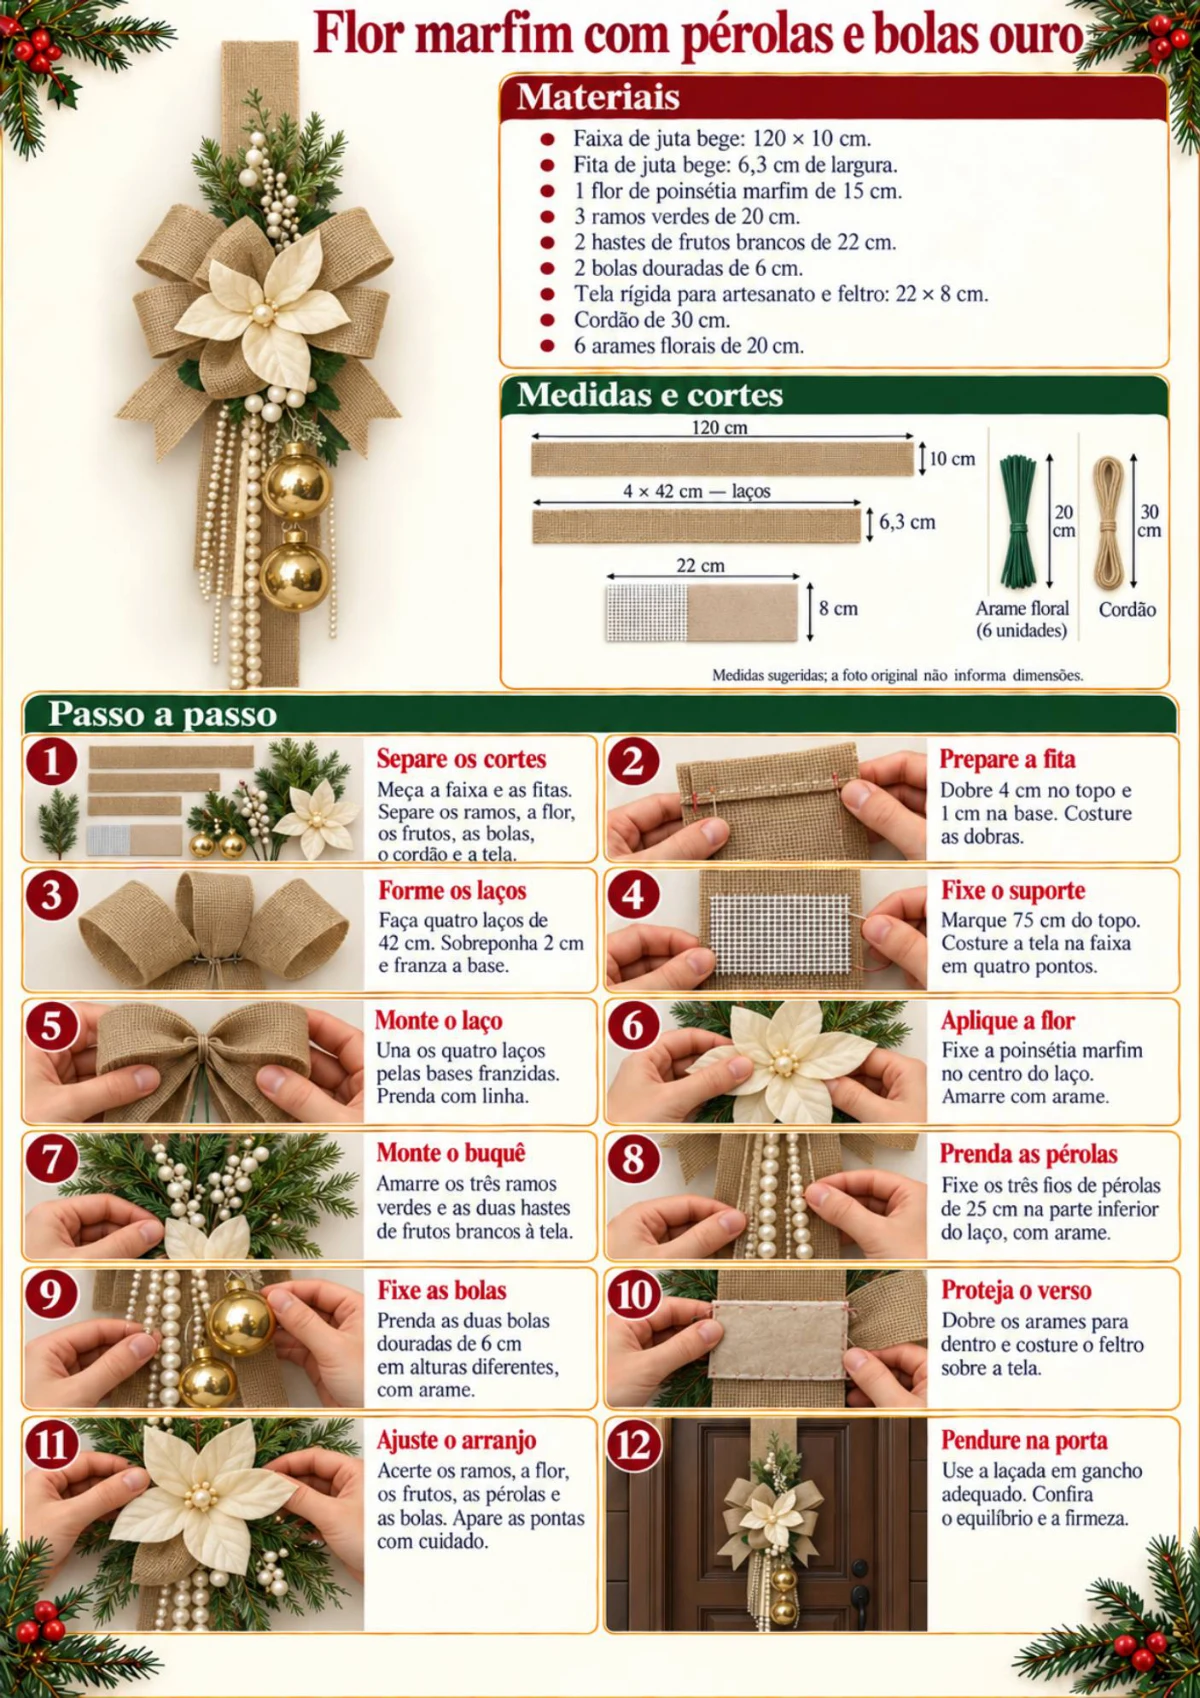 Flor marfim com pérolas e bolas ouro
Materiais
Faixa de juta bege: 120 × 10 cm.
Fita de juta bege: 6,3 cm de largura.
1 flor de poinsétia marfim de 15 cm.
3 ramos verdes de 20 cm.
2 hastes de frutos brancos de 22 cm.
2 bolas douradas de 6 cm.
Tela rígida para artesanato e feltro: 22 × 8 cm.
Cordão de 30 cm.
6 arames florais de 20 cm.
Medidas e cortes
120 cm
10 cm
4 × 42 cm — laços
6,3 cm
22 cm
8 cm
20
cm
Arame floral
(6 unidades)
30
cm
Cordão
Medidas sugeridas; a foto original não informa dimensões.
Passo a passo
1
Separe os cortes
Meça a faixa e as fitas.
Separe os ramos, a flor,
os frutos, as bolas,
o cordão e a tela.
2
Prepare a fita
Dobre 4 cm no topo e
1 cm na base. Costure
as dobras.
3
Forme os laços
Faça quatro laços de
42 cm. Sobreponha 2 cm
e franza a base.
4
Fixe o suporte
Marque 75 cm do topo.
Costure a tela na faixa
em quatro pontos.
5
Monte o laço
Una os quatro laços
pelas bases franzidas.
Prenda com linha.
6
Aplique a flor
Fixe a poinsétia marfim
no centro do laço.
Amarre com arame.
7
Monte o buquê
Amarre os três ramos
verdes e as duas hastes
de frutos brancos à tela.
8
Prenda as pérolas
Fixe os três fios de pérolas
de 25 cm na parte inferior
do laço, com arame.
9
Fixe as bolas
Prenda as duas bolas
douradas de 6 cm
em alturas diferentes,
com arame.
10
Proteja o verso
Dobre os arames para
dentro e costure o feltro
sobre a tela.
11
Ajuste o arranjo
Acerte os ramos, a flor,
os frutos, as pérolas e
as bolas. Apare as pontas
com cuidado.
12
Pendure na porta
Use a laçada em gancho
adequado. Confira
o equilíbrio e a firmeza.